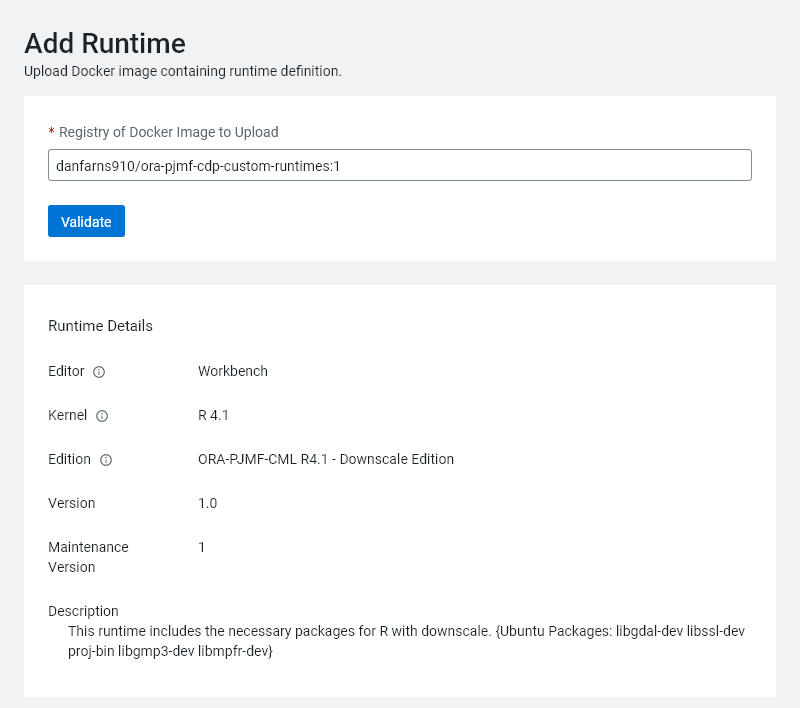 Add Runtime
Upload Docker image containing runtime definition.
* Registry of Docker Image to Upload
danfarns910/ora-pjmf-cdp-custom-runtimes:1
Validate
Runtime Details
Editor Workbench
Kernel R 4.1
Edition ORA-PJMF-CML R4.1 - Downscale Edition
Version 1.0
Maintenance 1
Version
Description
This runtime includes the necessary packages for R with downscale. {Ubuntu Packages: libgdal-dev libssl-dev
proj-bin libgmp3-dev libmpfr-dev}